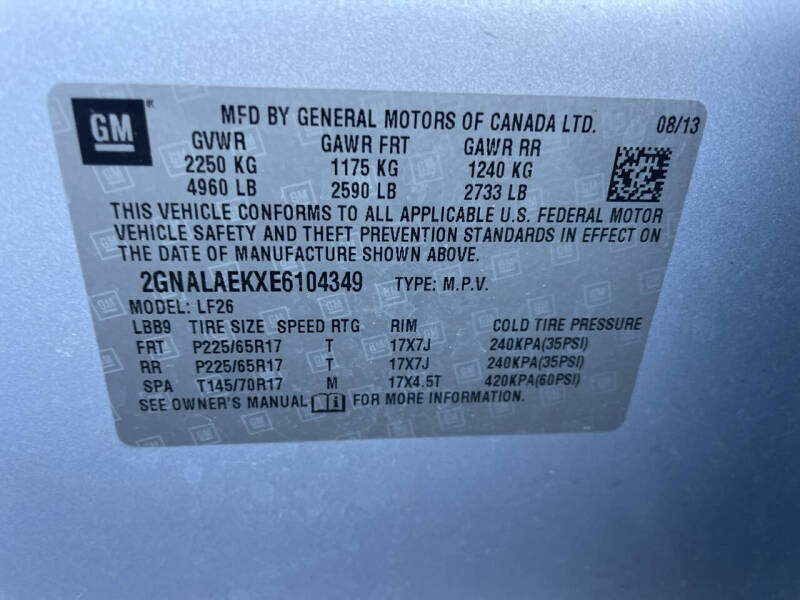 GM
MFD BY GENERAL MOTORS OF CANADA LTD. 08/13
GVWR GAWR FRT GAWR RR
2250 KG 1175 KG 1240 KG
4960 LB 2590 LB 2733 LB
THIS VEHICLE CONFORMS TO ALL APPLICABLE U.S. FEDERAL MOTOR
VEHICLE SAFETY AND THEFT PREVENTION STANDARDS IN EFFECT ON
THE DATE OF MANUFACTURE SHOWN ABOVE.
2GNALAEKXE6104349 TYPE: M.P.V.
MODEL: LF26
LBB9 TIRE SIZE SPEED RTG RIM COLD TIRE PRESSURE
FRT P225/65R17 T 17X7J 240KPA(35PSI)
RR P225/65R17 T 17X7J 240KPA(35PSI)
SPA T145/70R17 M 17X4.5T 420KPA(60PSI)
SEE OWNER'S MANUAL FOR MORE INFORMATION.